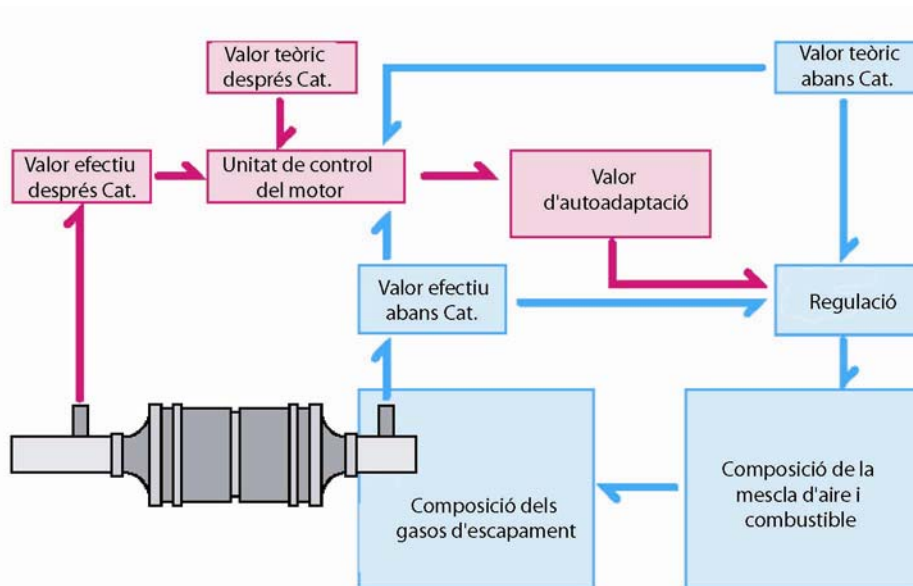 Valor teòric
després Cat.
Valor teòric
abans Cat.
Valor efectiu
després Cat.
Unitat de control
del motor
Valor
d'autoadaptació
Valor efectiu
abans Cat.
Regulació
Composició dels
gasos d'escapament
Composició de la
mescla d'aire i
combustible